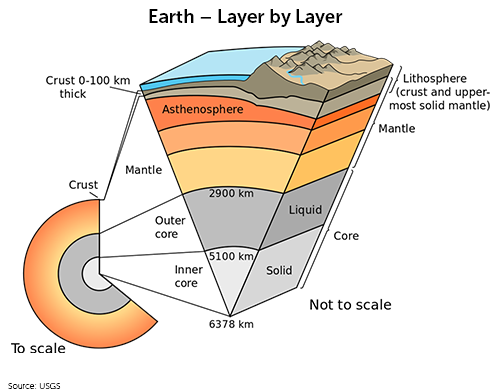 Earth – Layer by Layer
Crust 0-100 km
thick
Asthenosphere
Lithosphere
(crust and upper-
most solid mantle)
Mantle
Mantle
Crust
2900 km
Outer
core
Liquid
Core
5100 km
Inner
core
Solid
Not to scale
6378 km
To scale
Source: USGS